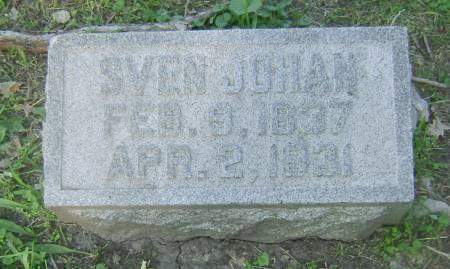 SVEN JOHAN
FEB. 9, 1837
APR. 2, 1931